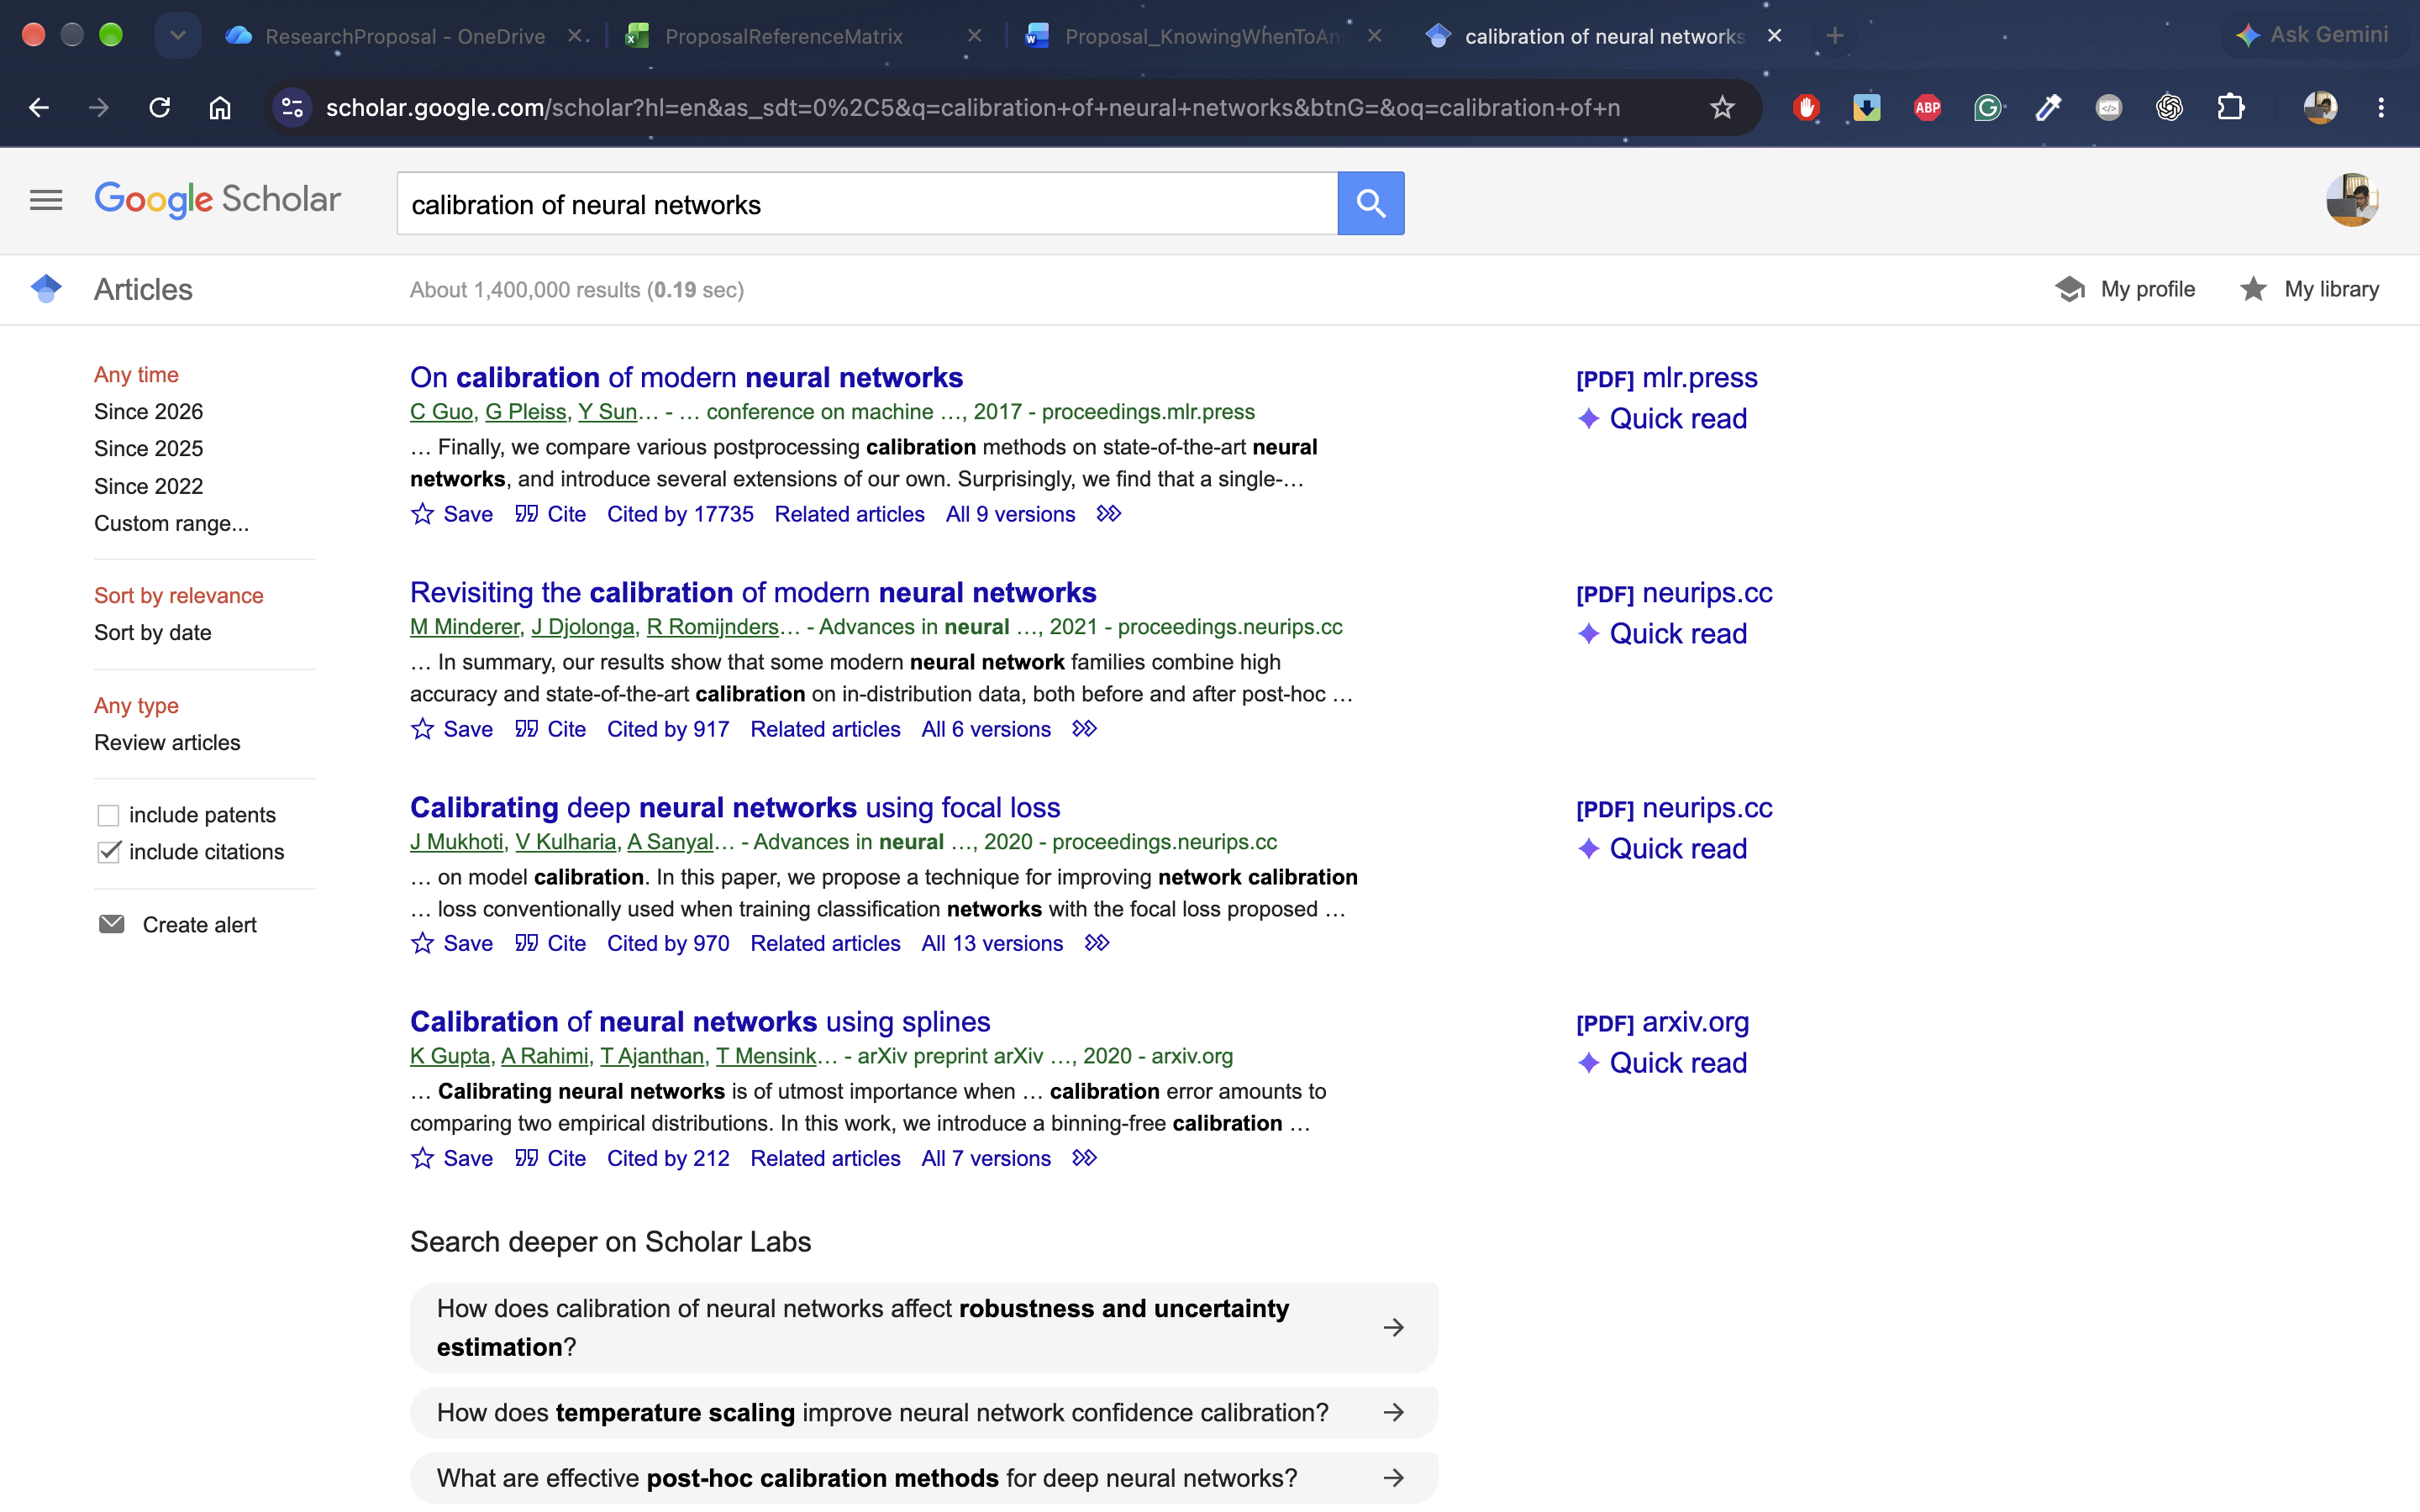 ResearchProposal - OneDrive
ProposalReferenceMatrix
Proposal_KnowingWhenToAn
calibration of neural networks
Ask Gemini
scholar.google.com/scholar?hl=en&as_sdt=0%2C5&q=calibration+of+neural+networks&btnG=&oq=calibration+of+n
ABP
Google Scholar
calibration of neural networks
Articles
About 1,400,000 results (0.19 sec)
My profile
My library
Any time
Since 2026
Since 2025
Since 2022
Custom range...
Sort by relevance
Sort by date
Any type
Review articles
include patents
include citations
Create alert
On calibration of modern neural networks
C Guo, G Pleiss, Y Sun… - … conference on machine …, 2017 - proceedings.mlr.press
… Finally, we compare various postprocessing calibration methods on state-of-the-art neural
networks, and introduce several extensions of our own. Surprisingly, we find that a single-…
Save Cite Cited by 17735 Related articles All 9 versions
[PDF] mlr.press
Quick read
Revisiting the calibration of modern neural networks
M Minderer, J Djolonga, R Romijnders… - Advances in neural …, 2021 - proceedings.neurips.cc
… In summary, our results show that some modern neural network families combine high
accuracy and state-of-the-art calibration on in-distribution data, both before and after post-hoc …
Save Cite Cited by 917 Related articles All 6 versions
[PDF] neurips.cc
Quick read
Calibrating deep neural networks using focal loss
J Mukhoti, V Kulharia, A Sanyal… - Advances in neural …, 2020 - proceedings.neurips.cc
… on model calibration. In this paper, we propose a technique for improving network calibration
… loss conventionally used when training classification networks with the focal loss proposed …
Save Cite Cited by 970 Related articles All 13 versions
[PDF] neurips.cc
Quick read
Calibration of neural networks using splines
K Gupta, A Rahimi, T Ajanthan, T Mensink… - arXiv preprint arXiv …, 2020 - arxiv.org
… Calibrating neural networks is of utmost importance when … calibration error amounts to
comparing two empirical distributions. In this work, we introduce a binning-free calibration …
Save Cite Cited by 212 Related articles All 7 versions
[PDF] arxiv.org
Quick read
Search deeper on Scholar Labs
How does calibration of neural networks affect robustness and uncertainty
estimation?
How does temperature scaling improve neural network confidence calibration?
What are effective post-hoc calibration methods for deep neural networks?